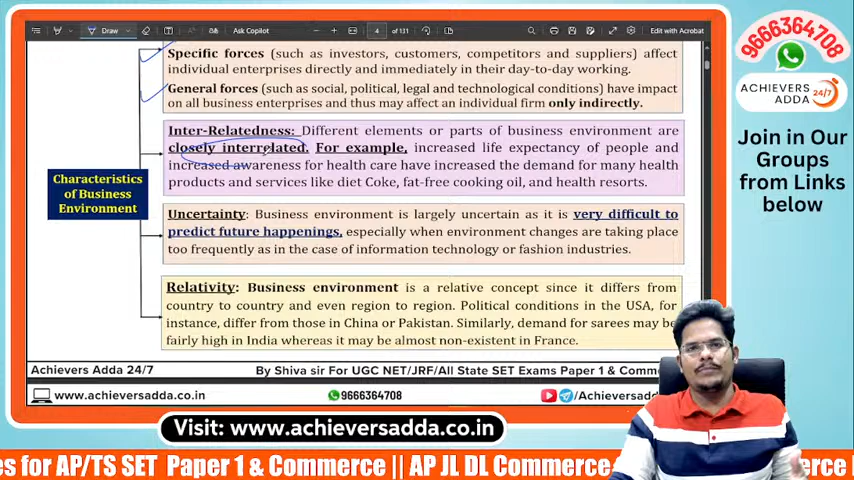 Draw
Ask Copilot
4
of 131
Edit with Acrobat
Specific forces (such as investors, customers, competitors and suppliers) affect
individual enterprises directly and immediately in their day-to-day working.
General forces (such as social, political, legal and technological conditions) have impact
on all business enterprises and thus may affect an individual firm only indirectly.
Inter-Relatedness: Different elements or parts of business environment are
closely interrelated. For example, increased life expectancy of people and
increased awareness for health care have increased the demand for many health
products and services like diet Coke, fat-free cooking oil, and health resorts.
Characteristics
of Business
Environment
Uncertainty: Business environment is largely uncertain as it is very difficult to
predict future happenings, especially when environment changes are taking place
too frequently as in the case of information technology or fashion industries.
Relativity: Business environment is a relative concept since it differs from
country to country and even region to region. Political conditions in the USA, for
instance, differ from those in China or Pakistan. Similarly, demand for sarees may be
fairly high in India whereas it may be almost non-existent in France.
Achievers Adda 24/7
By Shiva sir For UGC NET/JRF/All State SET Exams Paper 1 & Comme
www.achieversadda.co.in
9666364708
/Achieversadda
Visit: www.achieversadda.co.in
9666364708
ACHIEVERS
ADDA
24/7
Join in Our
Groups
from Links
below
es for AP/TS SET Paper 1 & Commerce || AP JL DL Commerce